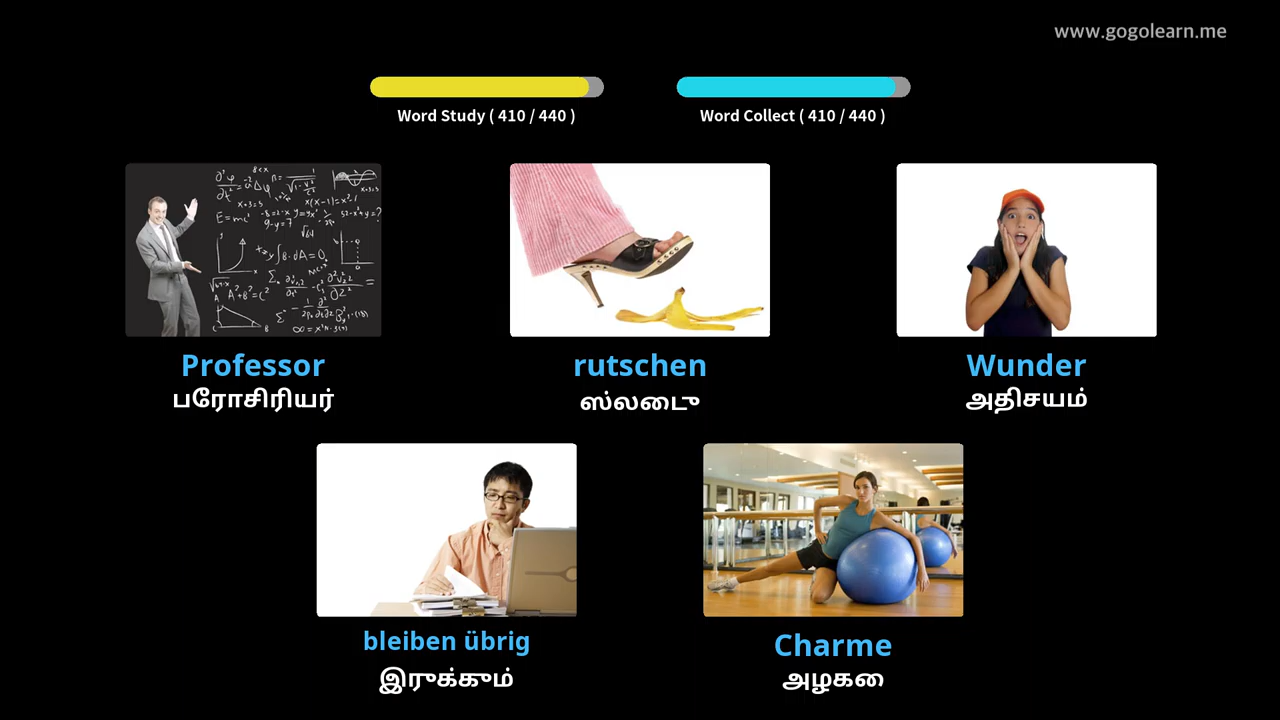 www.gogolearn.me
Word Study ( 410 / 440 )
Word Collect ( 410 / 440 )
Professor
பரோசிரியர்
rutschen
ஸ்லடைு
Wunder
அதிசயம்
bleiben übrig
இருக்கும்
Charme
அழகை